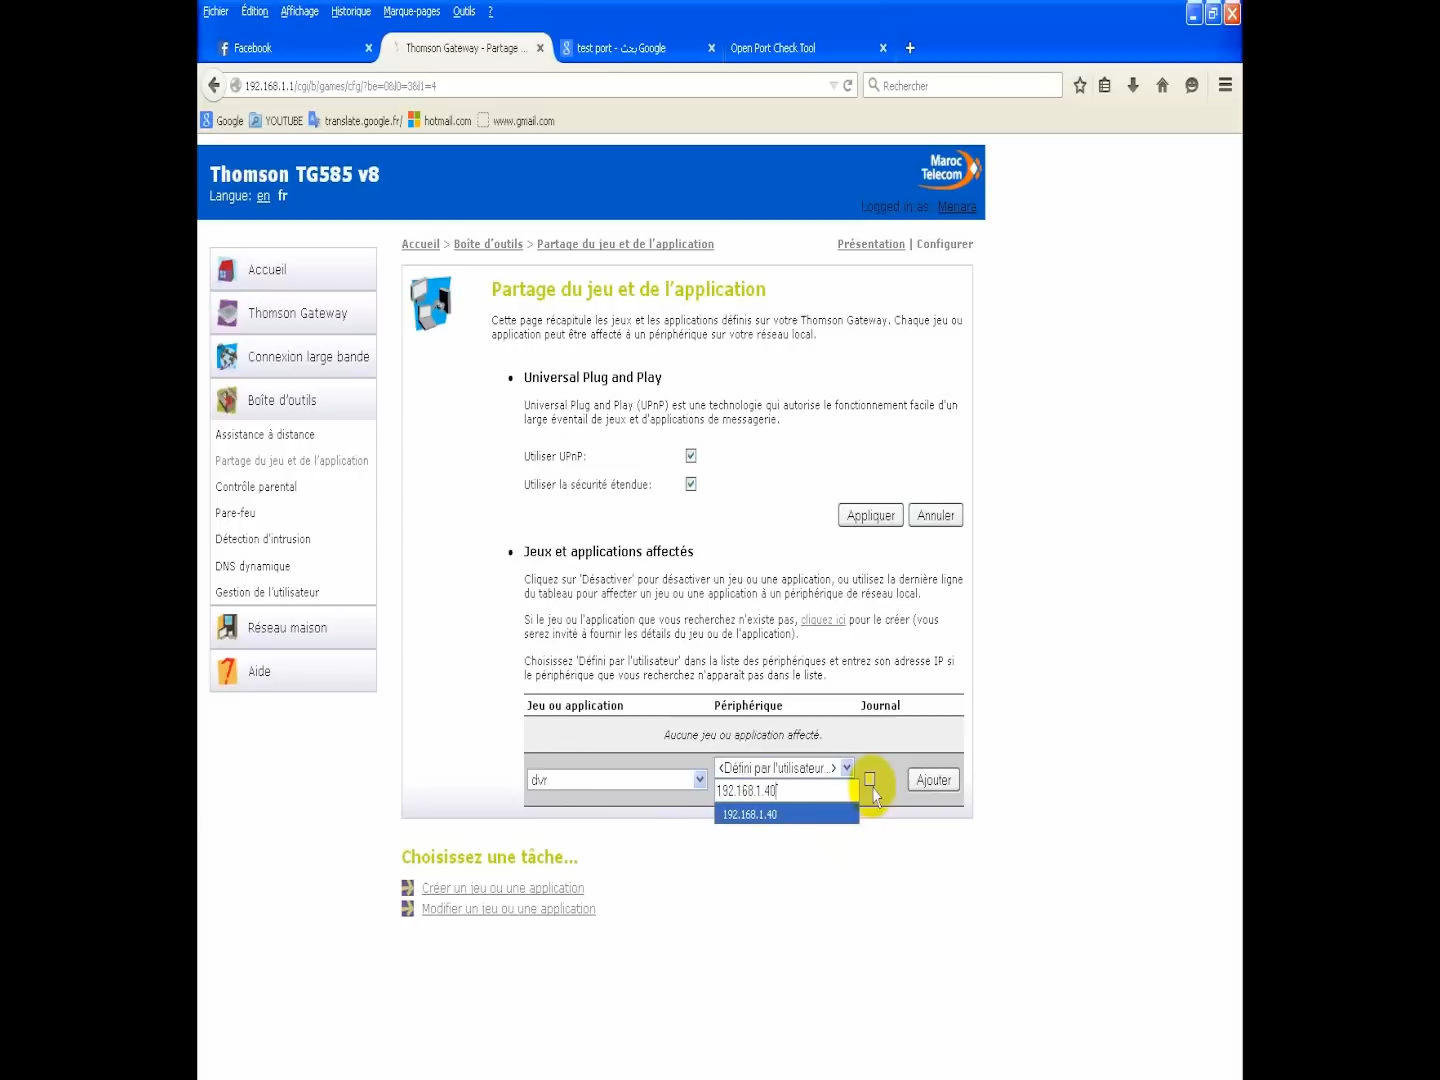 Fichier Édition Affichage Historique Marque-pages Outils ?
Facebook
Thomson Gateway - Partage ...
test port - بحث Google
Open Port Check Tool
192.168.1.1/cgi/b/games/cfg/?be=0&l0=3&l1=4
Rechercher
Google YOUTUBE translate.google.fr/ hotmail.com www.gmail.com
Thomson TG585 v8
Langue: en fr
Maroc
Telecom
Logged in as Menara
Accueil > Boîte d'outils > Partage du jeu et de l'application
Présentation | Configurer
Accueil
Thomson Gateway
Connexion large bande
Boîte d'outils
Assistance à distance
Partage du jeu et de l'application
Contrôle parental
Pare-feu
Détection d'intrusion
DNS dynamique
Gestion de l'utilisateur
Réseau maison
Aide
Partage du jeu et de l'application
Cette page récapitule les jeux et les applications définis sur votre Thomson Gateway. Chaque jeu ou
application peut être affecté à un périphérique sur votre réseau local.
Universal Plug and Play
Universal Plug and Play (UPnP) est une technologie qui autorise le fonctionnement facile d'un
large éventail de jeux et d'applications de messagerie.
Utiliser UPnP:
Utiliser la sécurité étendue:
Appliquer Annuler
Jeux et applications affectés
Cliquez sur 'Désactiver' pour désactiver un jeu ou une application, ou utilisez la dernière ligne
du tableau pour affecter un jeu ou une application à un périphérique de réseau local.
Si le jeu ou l'application que vous recherchez n'existe pas, cliquez ici pour le créer (vous
serez invité à fournir les détails du jeu ou de l'application).
Choisissez 'Défini par l'utilisateur' dans la liste des périphériques et entrez son adresse IP si
le périphérique que vous recherchez n'apparaît pas dans le liste.
Jeu ou application Périphérique Journal
Aucune jeu ou application affecté.
<Défini par l'utilisateur...>
dvr
192.168.1.40
Ajouter
192.168.1.40
Choisissez une tâche...
Créer un jeu ou une application
Modifier un jeu ou une application